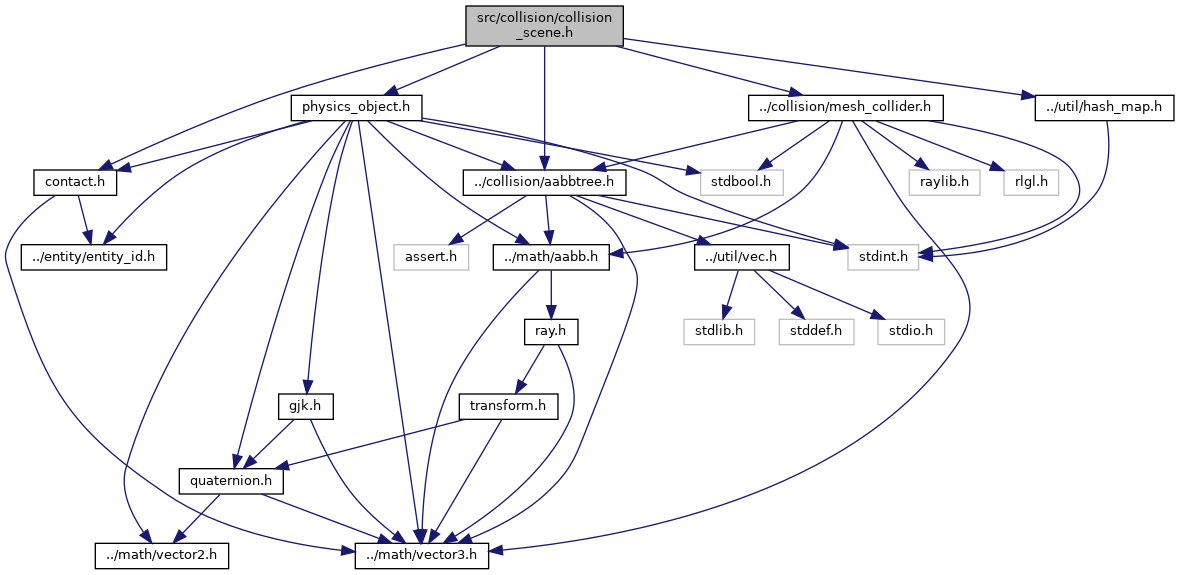 src/collision/collision
_scene.h
physics_object.h
../collision/mesh_collider.h
../util/hash_map.h
contact.h
../collision/aabbtree.h
stdbool.h
raylib.h
rlgl.h
../entity/entity_id.h
assert.h
../math/aabb.h
../util/vec.h
stdint.h
ray.h
stdlib.h
stddef.h
stdio.h
gjk.h
transform.h
quaternion.h
../math/vector2.h
../math/vector3.h